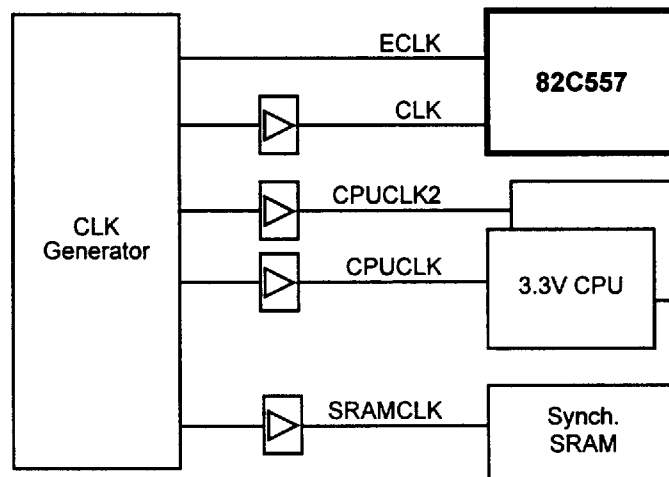 ECLK
82C557
CLK
CPUCLK2
CLK
Generator
CPUCLK
3.3V CPU
SRAMCLK
Synch.
SRAM